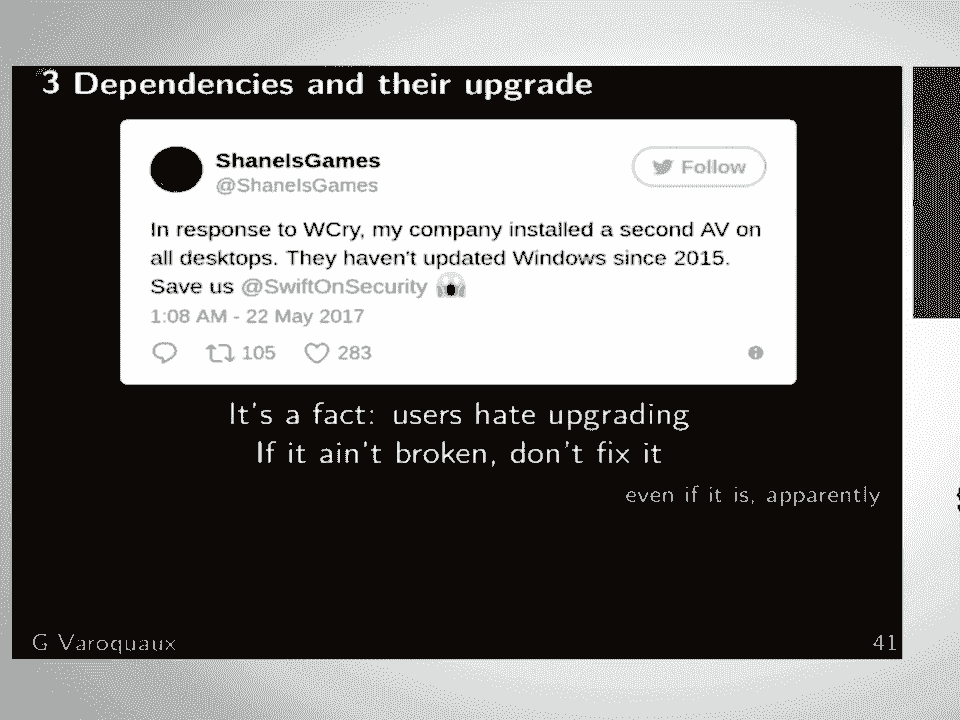 3 Dependencies and their upgrade
ShaneIsGames
Follow
@ShaneIsGames
In response to WCry, my company installed a second AV on
all desktops. They haven't updated Windows since 2015.
Save us @SwiftOnSecurity 😱
1:08 AM - 22 May 2017
105 283
It's a fact: users hate upgrading
If it ain't broken, don't fix it
even if it is, apparently
G Varoquaux 41